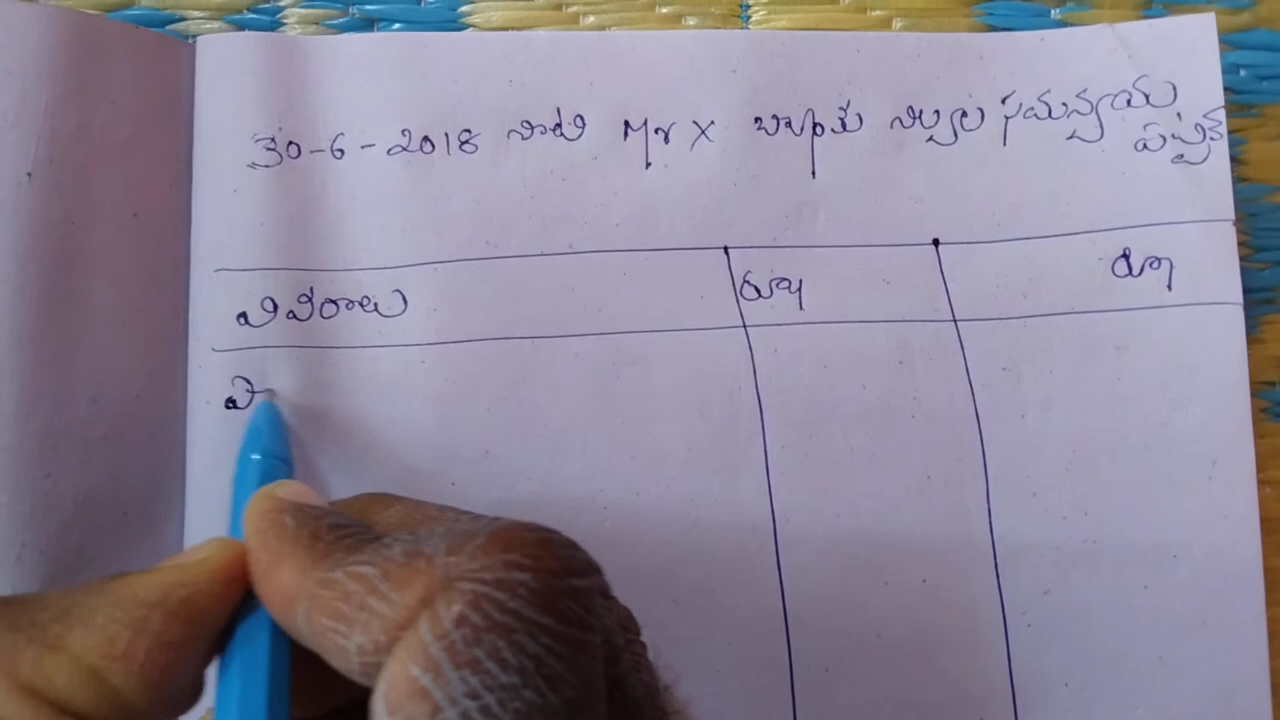 30-6-2018 నాటి Mr X బ్యాంకు నిల్వల సమన్వయ
పట్టిక
వివరాలు రూ౹ రూ౹